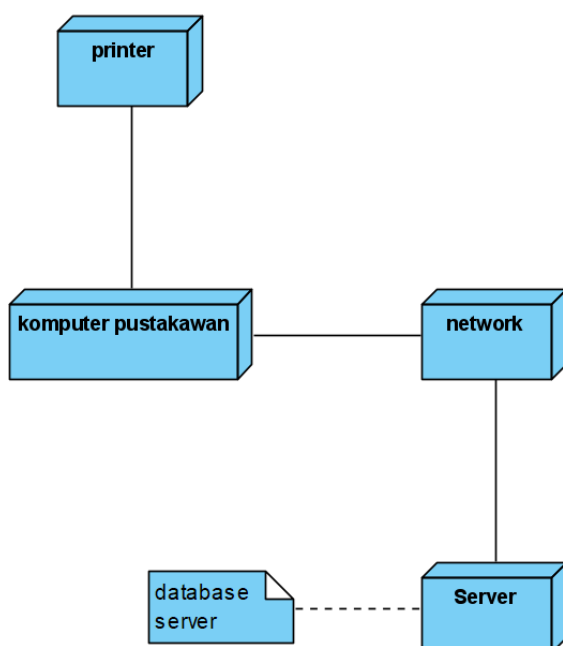 printer
komputer pustakawan
network
database
server
Server